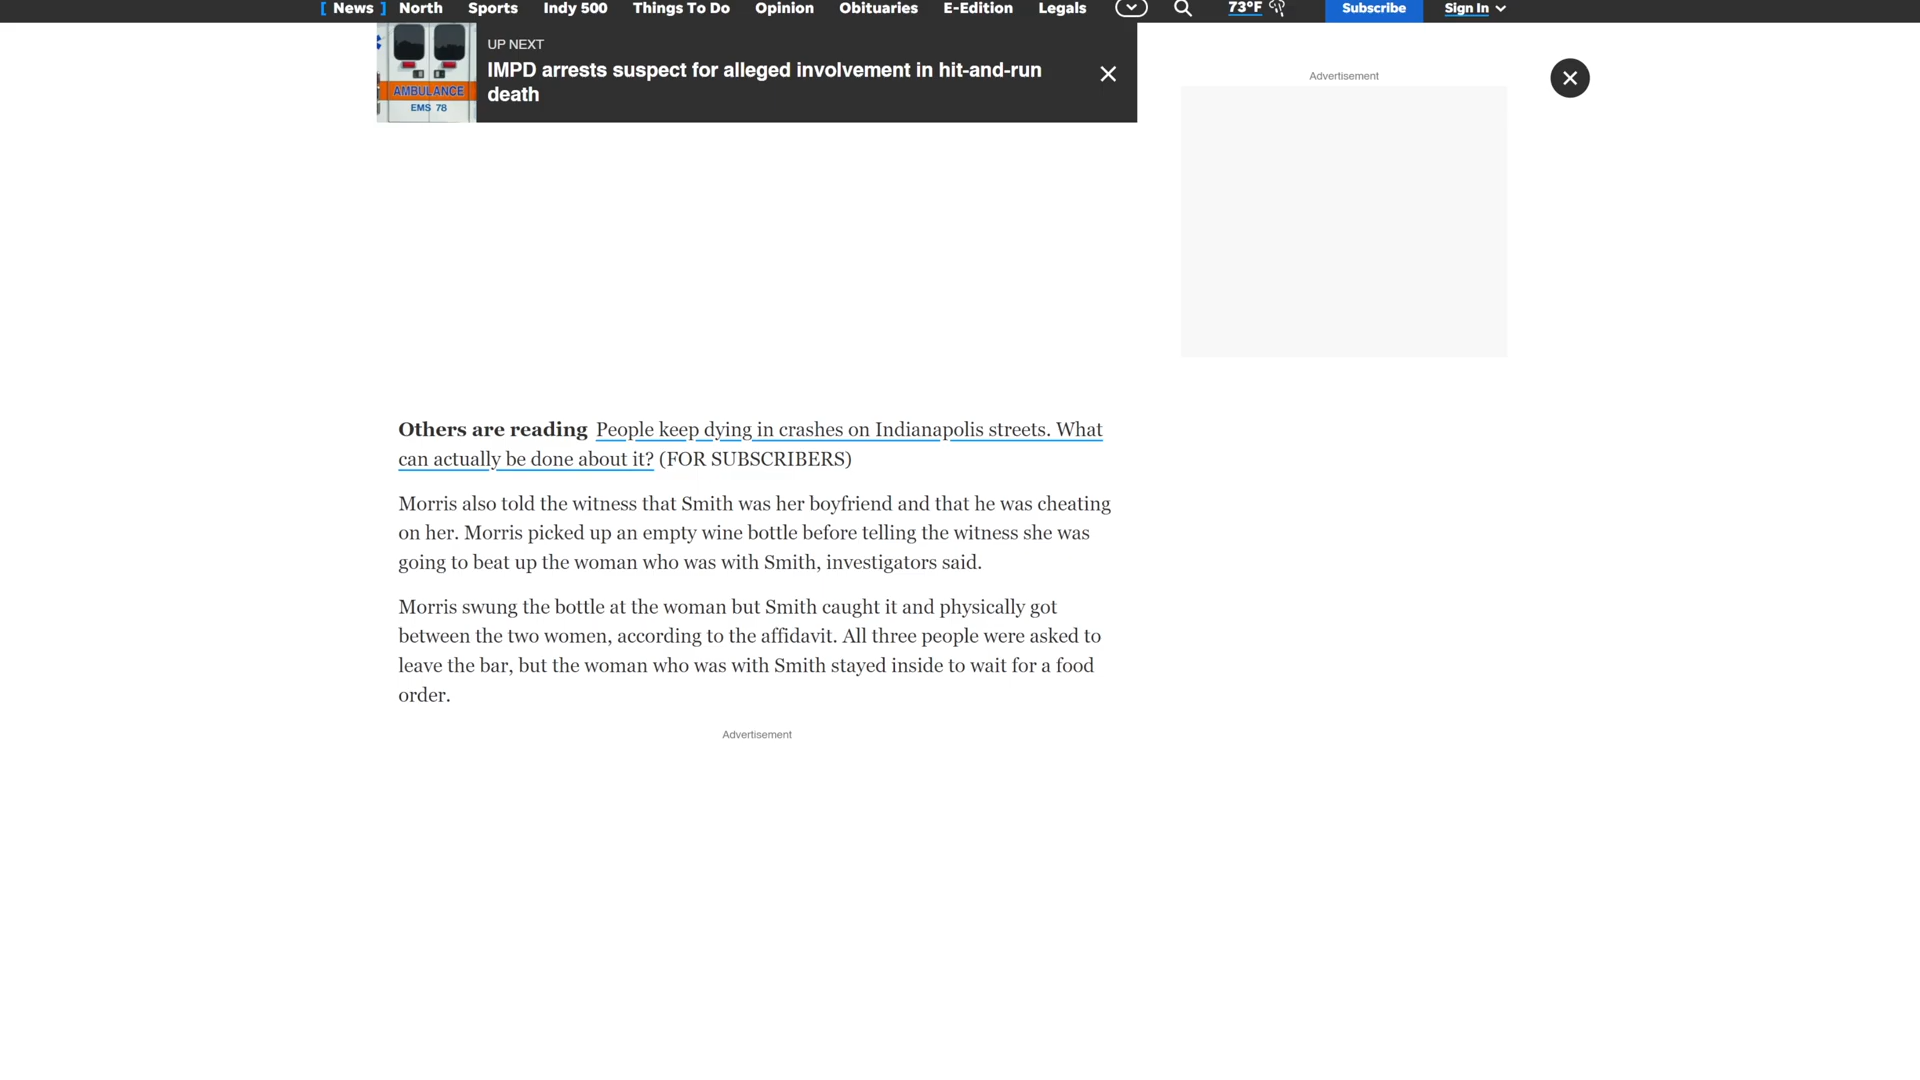 [ News ] North Sports Indy 500 Things To Do Opinion Obituaries E-Edition Legals 73°F Subscribe Sign In
UP NEXT
IMPD arrests suspect for alleged involvement in hit-and-run
death
AMBULANCE
EMS 78
Advertisement
Others are reading People keep dying in crashes on Indianapolis streets. What
can actually be done about it? (FOR SUBSCRIBERS)
Morris also told the witness that Smith was her boyfriend and that he was cheating
on her. Morris picked up an empty wine bottle before telling the witness she was
going to beat up the woman who was with Smith, investigators said.
Morris swung the bottle at the woman but Smith caught it and physically got
between the two women, according to the affidavit. All three people were asked to
leave the bar, but the woman who was with Smith stayed inside to wait for a food
order.
Advertisement